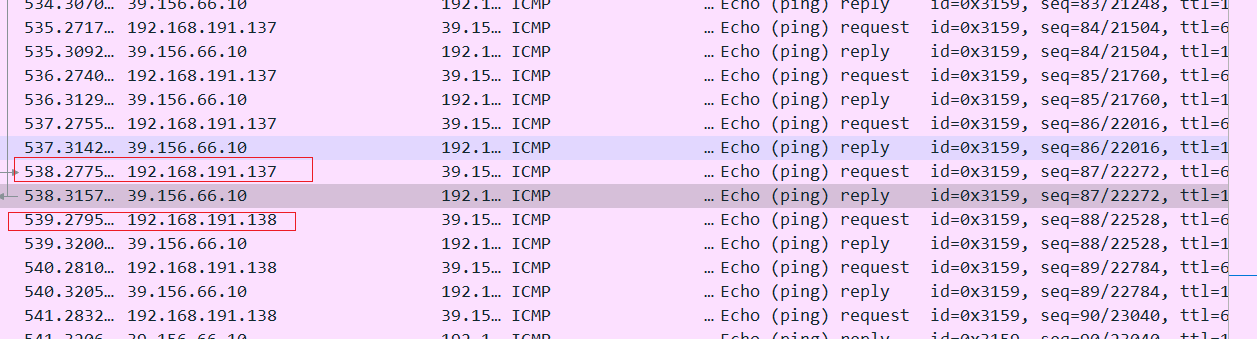 534.3070… 39.156.66.10 192.1… ICMP … Echo (ping) reply id=0x3159, seq=83/21248, ttl=1
535.2717… 192.168.191.137 39.15… ICMP … Echo (ping) request id=0x3159, seq=84/21504, ttl=6
535.3092… 39.156.66.10 192.1… ICMP … Echo (ping) reply id=0x3159, seq=84/21504, ttl=1
536.2740… 192.168.191.137 39.15… ICMP … Echo (ping) request id=0x3159, seq=85/21760, ttl=6
536.3129… 39.156.66.10 192.1… ICMP … Echo (ping) reply id=0x3159, seq=85/21760, ttl=1
537.2755… 192.168.191.137 39.15… ICMP … Echo (ping) request id=0x3159, seq=86/22016, ttl=6
537.3142… 39.156.66.10 192.1… ICMP … Echo (ping) reply id=0x3159, seq=86/22016, ttl=1
538.2775… 192.168.191.137 39.15… ICMP … Echo (ping) request id=0x3159, seq=87/22272, ttl=6
538.3157… 39.156.66.10 192.1… ICMP … Echo (ping) reply id=0x3159, seq=87/22272, ttl=1
539.2795… 192.168.191.138 39.15… ICMP … Echo (ping) request id=0x3159, seq=88/22528, ttl=6
539.3200… 39.156.66.10 192.1… ICMP … Echo (ping) reply id=0x3159, seq=88/22528, ttl=1
540.2810… 192.168.191.138 39.15… ICMP … Echo (ping) request id=0x3159, seq=89/22784, ttl=6
540.3205… 39.156.66.10 192.1… ICMP … Echo (ping) reply id=0x3159, seq=89/22784, ttl=1
541.2832… 192.168.191.138 39.15… ICMP … Echo (ping) request id=0x3159, seq=90/23040, ttl=6
541.3206… 39.156.66.10 192.1… ICMP … Echo (ping) reply id=0x3159, seq=90/23040, ttl=1